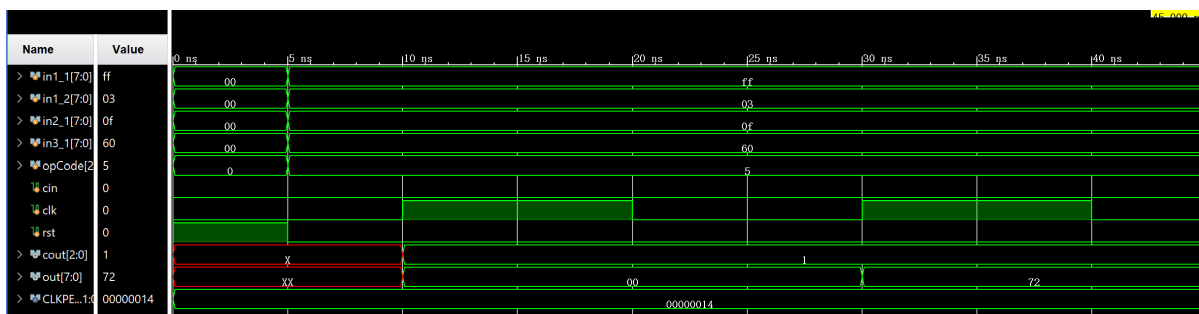 45.000 n
Name Value
0 ns 5 ns 10 ns 15 ns 20 ns 25 ns 30 ns 35 ns 40 ns
in1_1[7:0] ff 00 ff
in1_2[7:0] 03 00 03
in2_1[7:0] 0f 00 0f
in3_1[7:0] 60 00 60
opCode[2 5 0 5
cin 0
clk 0
rst 0
cout[2:0] 1 X 1
out[7:0] 72 XX 00 72
CLKPE...1:0 00000014 00000014